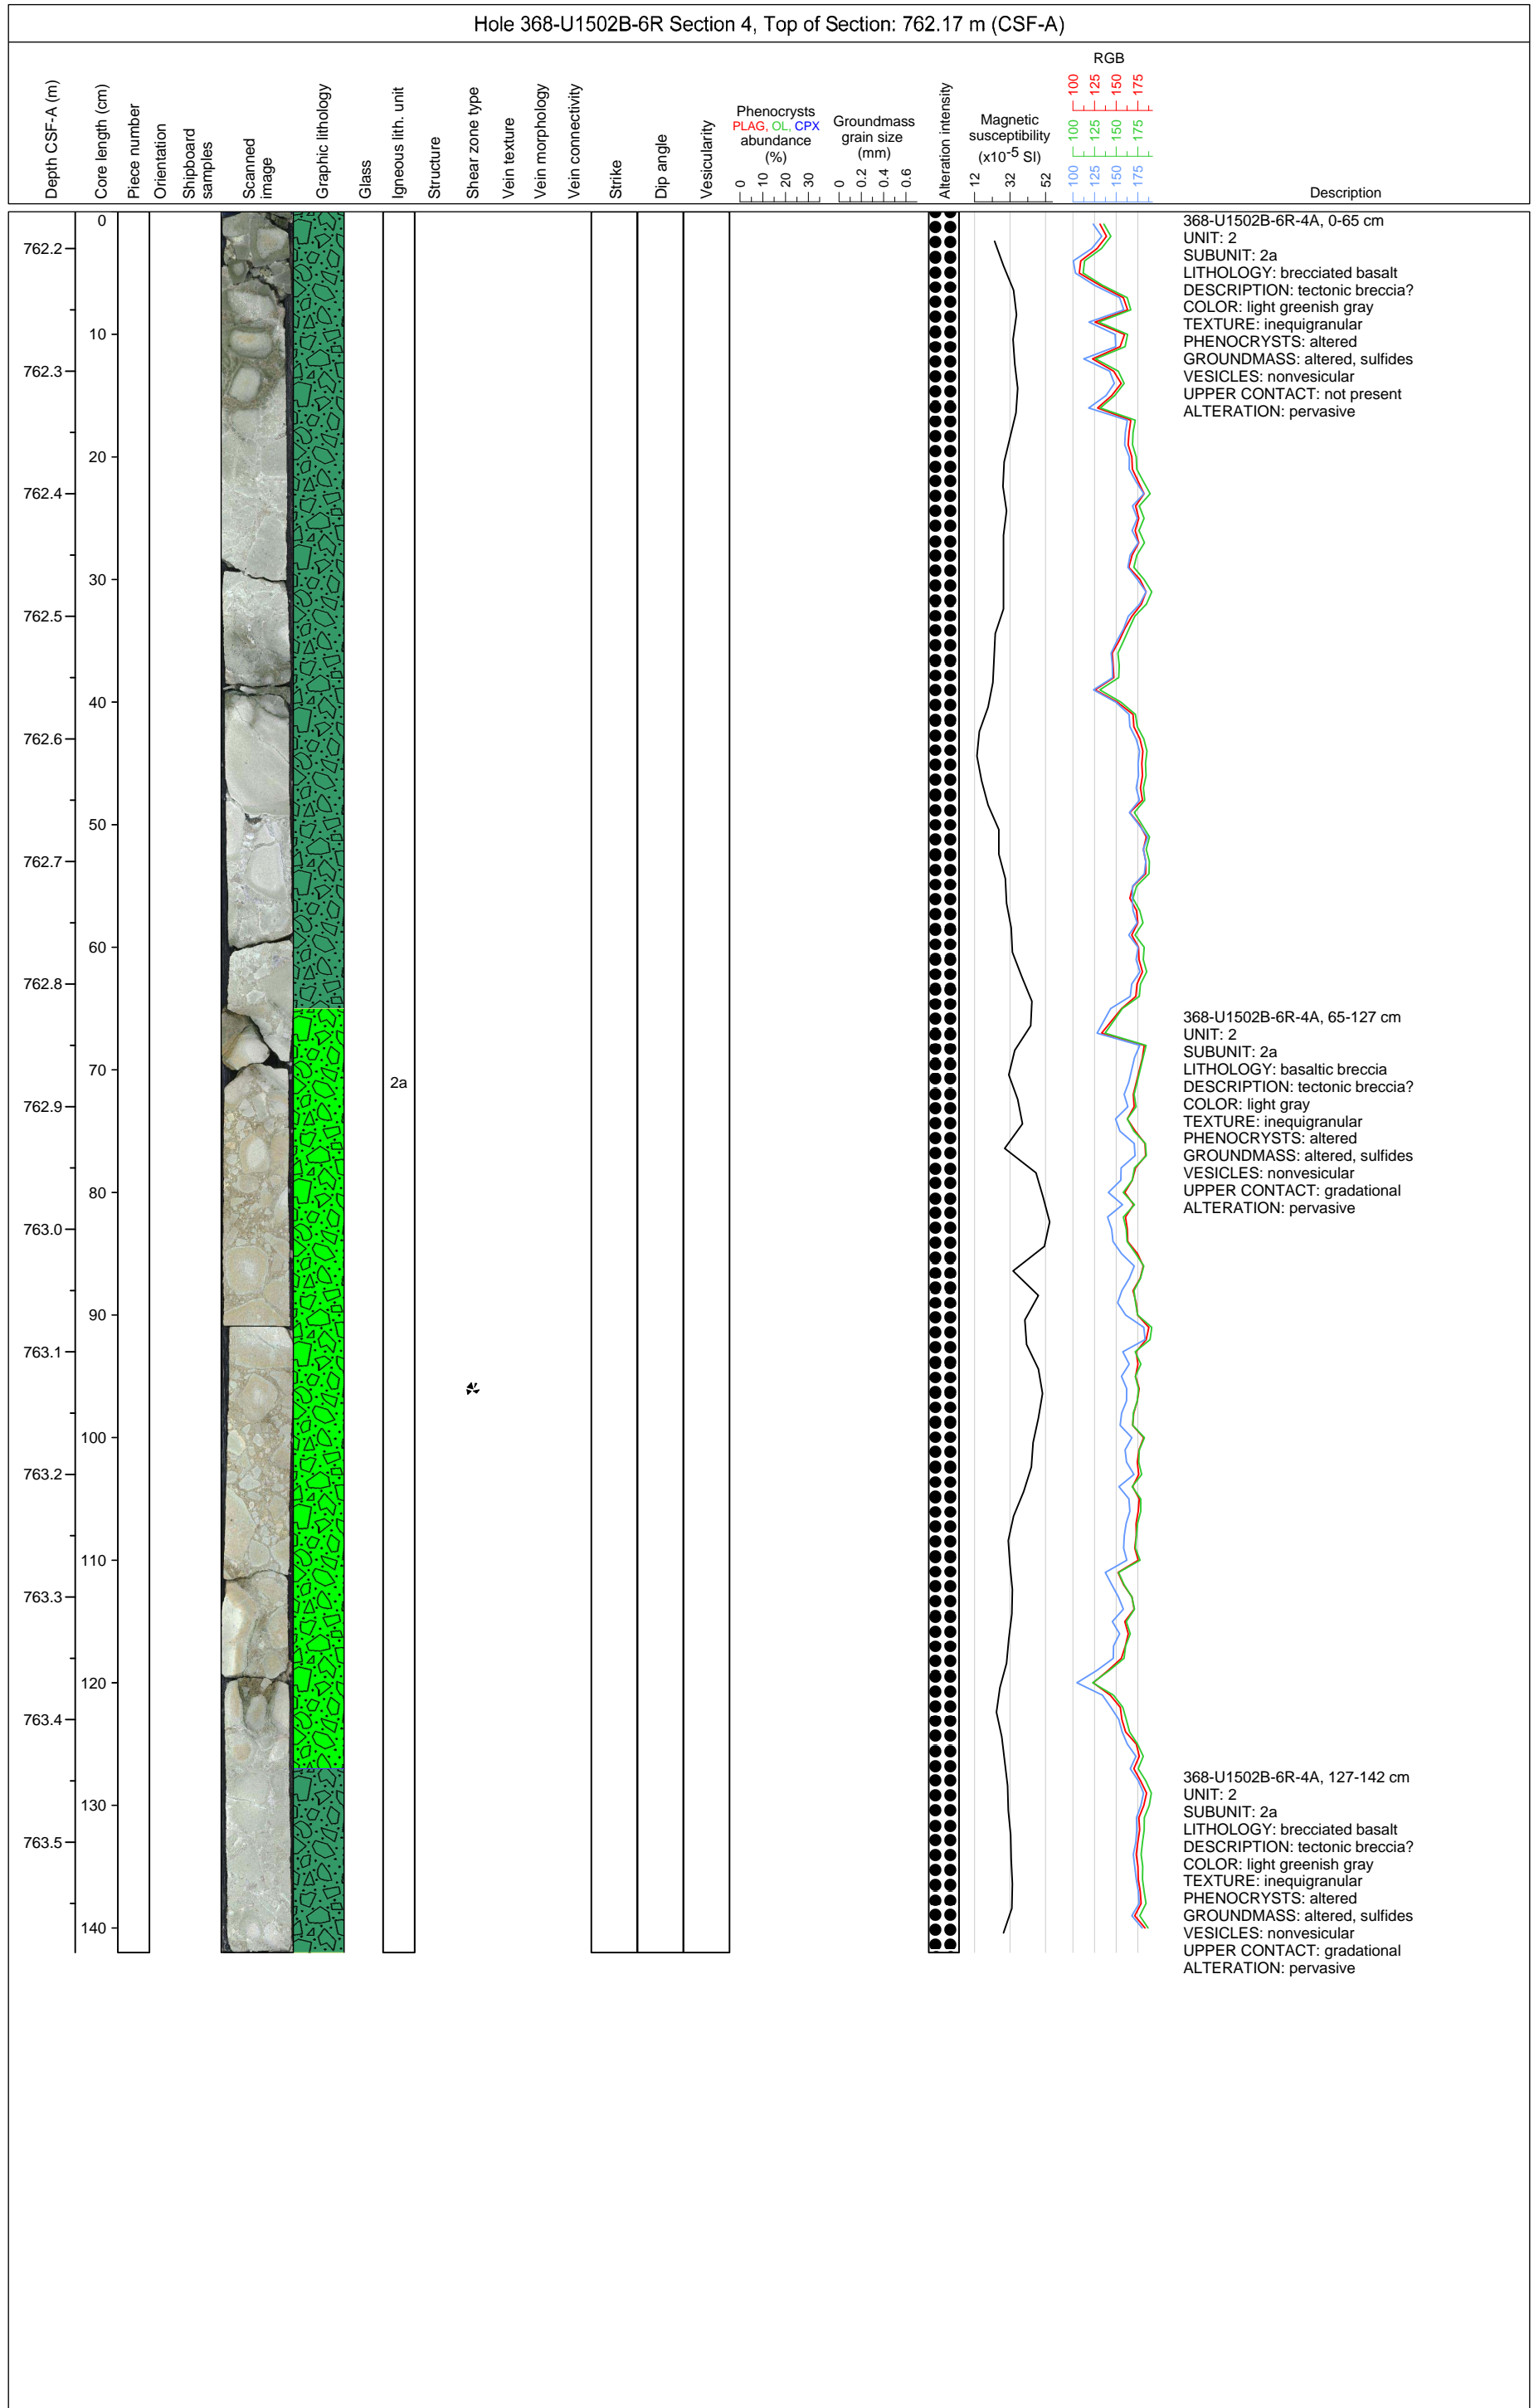 Hole 368-U1502B-6R Section 4, Top of Section: 762.17 m (CSF-A)
Depth CSF-A (m)
Core length (cm)
Piece number
Orientation
Shipboard
samples
Scanned
image
Graphic lithology
Glass
Igneous lith. unit
Structure
Shear zone type
Vein texture
Vein morphology
Vein connectivity
Strike
Dip angle
Vesicularity
Phenocrysts
PLAG, OL, CPX
abundance
(%)
0 10 20 30
Groundmass
grain size
(mm)
0 0.2 0.4 0.6
Alteration intensity
Magnetic
susceptibility
(x10-5 SI)
12 32 52
RGB
100 125 150 175
100 125 150 175
100 125 150 175
Description
762.2
762.3
762.4
762.5
762.6
762.7
762.8
762.9
763.0
763.1
763.2
763.3
763.4
763.5
0
10
20
30
40
50
60
70
80
90
100
110
120
130
140
2a
368-U1502B-6R-4A, 0-65 cm
UNIT: 2
SUBUNIT: 2a
LITHOLOGY: brecciated basalt
DESCRIPTION: tectonic breccia?
COLOR: light greenish gray
TEXTURE: inequigranular
PHENOCRYSTS: altered
GROUNDMASS: altered, sulfides
VESICLES: nonvesicular
UPPER CONTACT: not present
ALTERATION: pervasive
368-U1502B-6R-4A, 65-127 cm
UNIT: 2
SUBUNIT: 2a
LITHOLOGY: basaltic breccia
DESCRIPTION: tectonic breccia?
COLOR: light gray
TEXTURE: inequigranular
PHENOCRYSTS: altered
GROUNDMASS: altered, sulfides
VESICLES: nonvesicular
UPPER CONTACT: gradational
ALTERATION: pervasive
368-U1502B-6R-4A, 127-142 cm
UNIT: 2
SUBUNIT: 2a
LITHOLOGY: brecciated basalt
DESCRIPTION: tectonic breccia?
COLOR: light greenish gray
TEXTURE: inequigranular
PHENOCRYSTS: altered
GROUNDMASS: altered, sulfides
VESICLES: nonvesicular
UPPER CONTACT: gradational
ALTERATION: pervasive